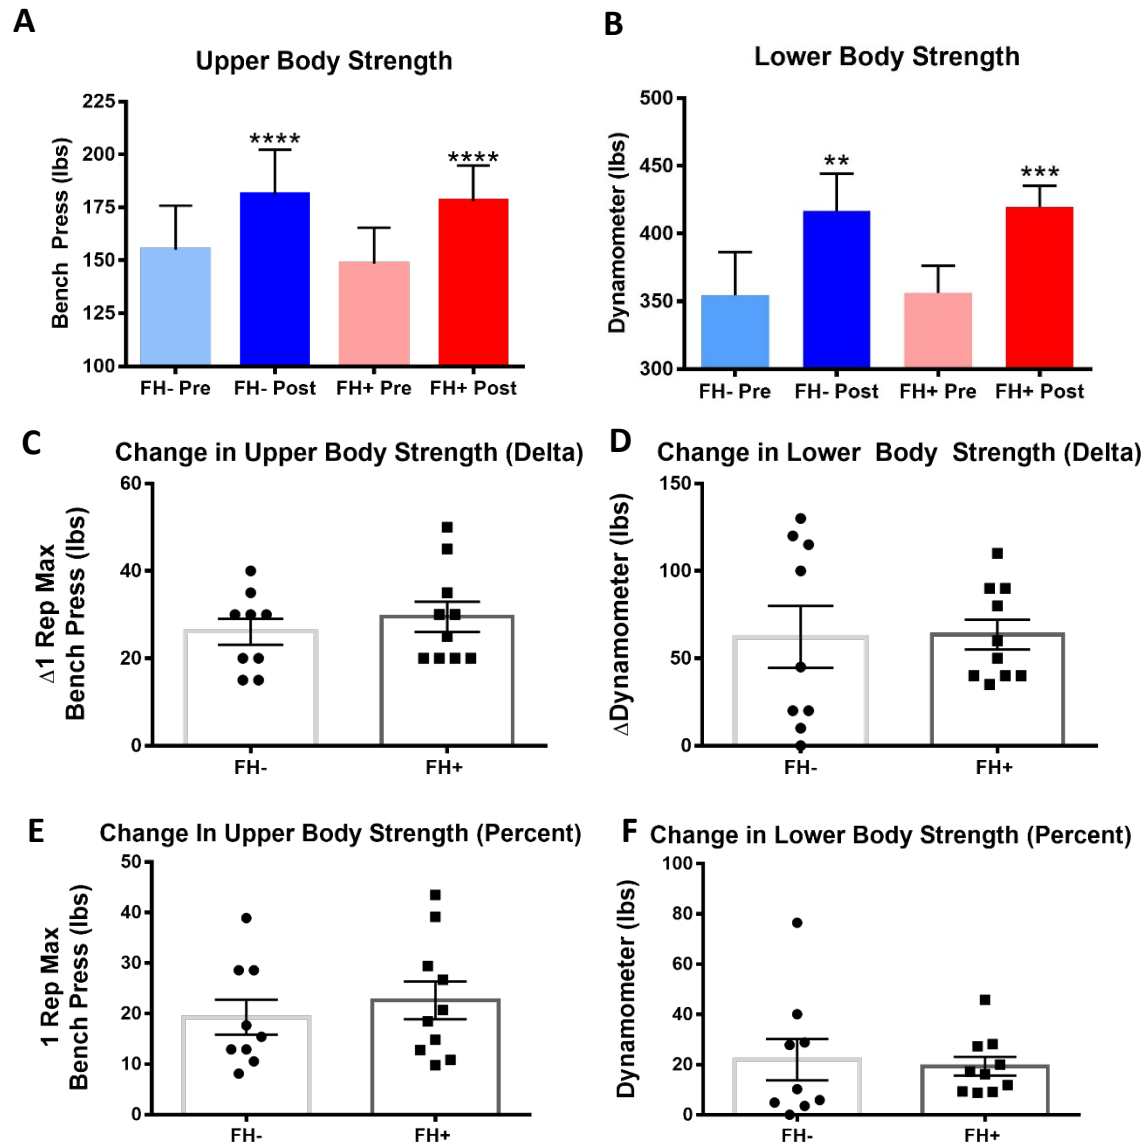 A
Upper Body Strength
Bench Press (lbs)
225
200
175
150
125
100
****
****
FH- Pre
FH- Post
FH+ Pre
FH+ Post
B
Lower Body Strength
Dynamometer (lbs)
500
450
400
350
300
**
***
FH- Pre
FH- Post
FH+ Pre
FH+ Post
C
Change in Upper Body Strength (Delta)
Δ1 Rep Max
Bench Press (lbs)
60
40
20
0
FH-
FH+
D
Change in Lower Body Strength (Delta)
ΔDynamometer (lbs)
150
100
50
0
FH-
FH+
E
Change In Upper Body Strength (Percent)
1 Rep Max
Bench Press (lbs)
50
40
30
20
10
0
FH-
FH+
F
Change in Lower Body Strength (Percent)
Dynamometer (lbs)
100
80
60
40
20
0
FH-
FH+